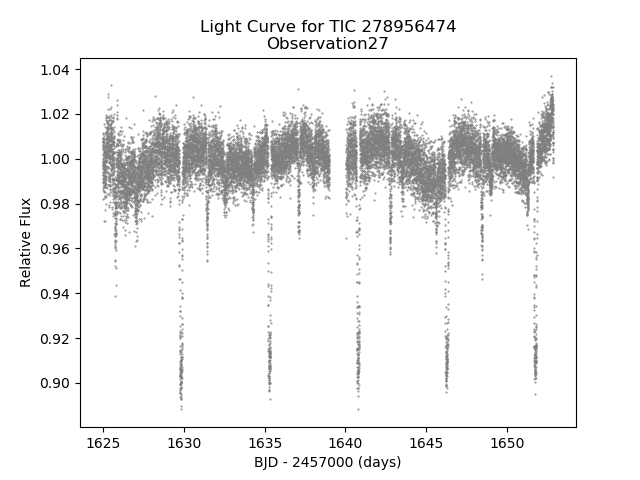 Light Curve for TIC 278956474
Observation27
1.04
1.02
1.00
0.98
0.96
0.94
0.92
0.90
Relative Flux
1625 1630 1635 1640 1645 1650
BJD - 2457000 (days)